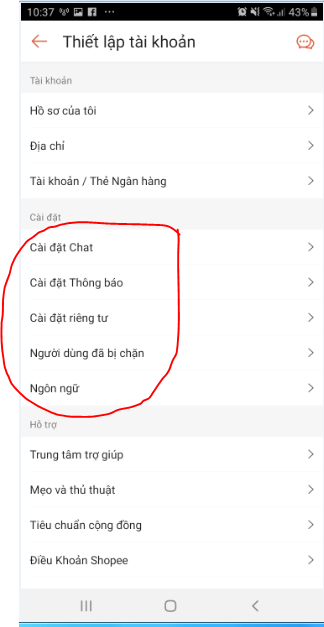 10:37 ... 43%
Thiết lập tài khoản
Tài khoản
Hồ sơ của tôi
Địa chỉ
Tài khoản / Thẻ Ngân hàng
Cài đặt
Cài đặt Chat
Cài đặt Thông báo
Cài đặt riêng tư
Người dùng đã bị chặn
Ngôn ngữ
Hỗ trợ
Trung tâm trợ giúp
Mẹo và thủ thuật
Tiêu chuẩn cộng đồng
Điều Khoản Shopee